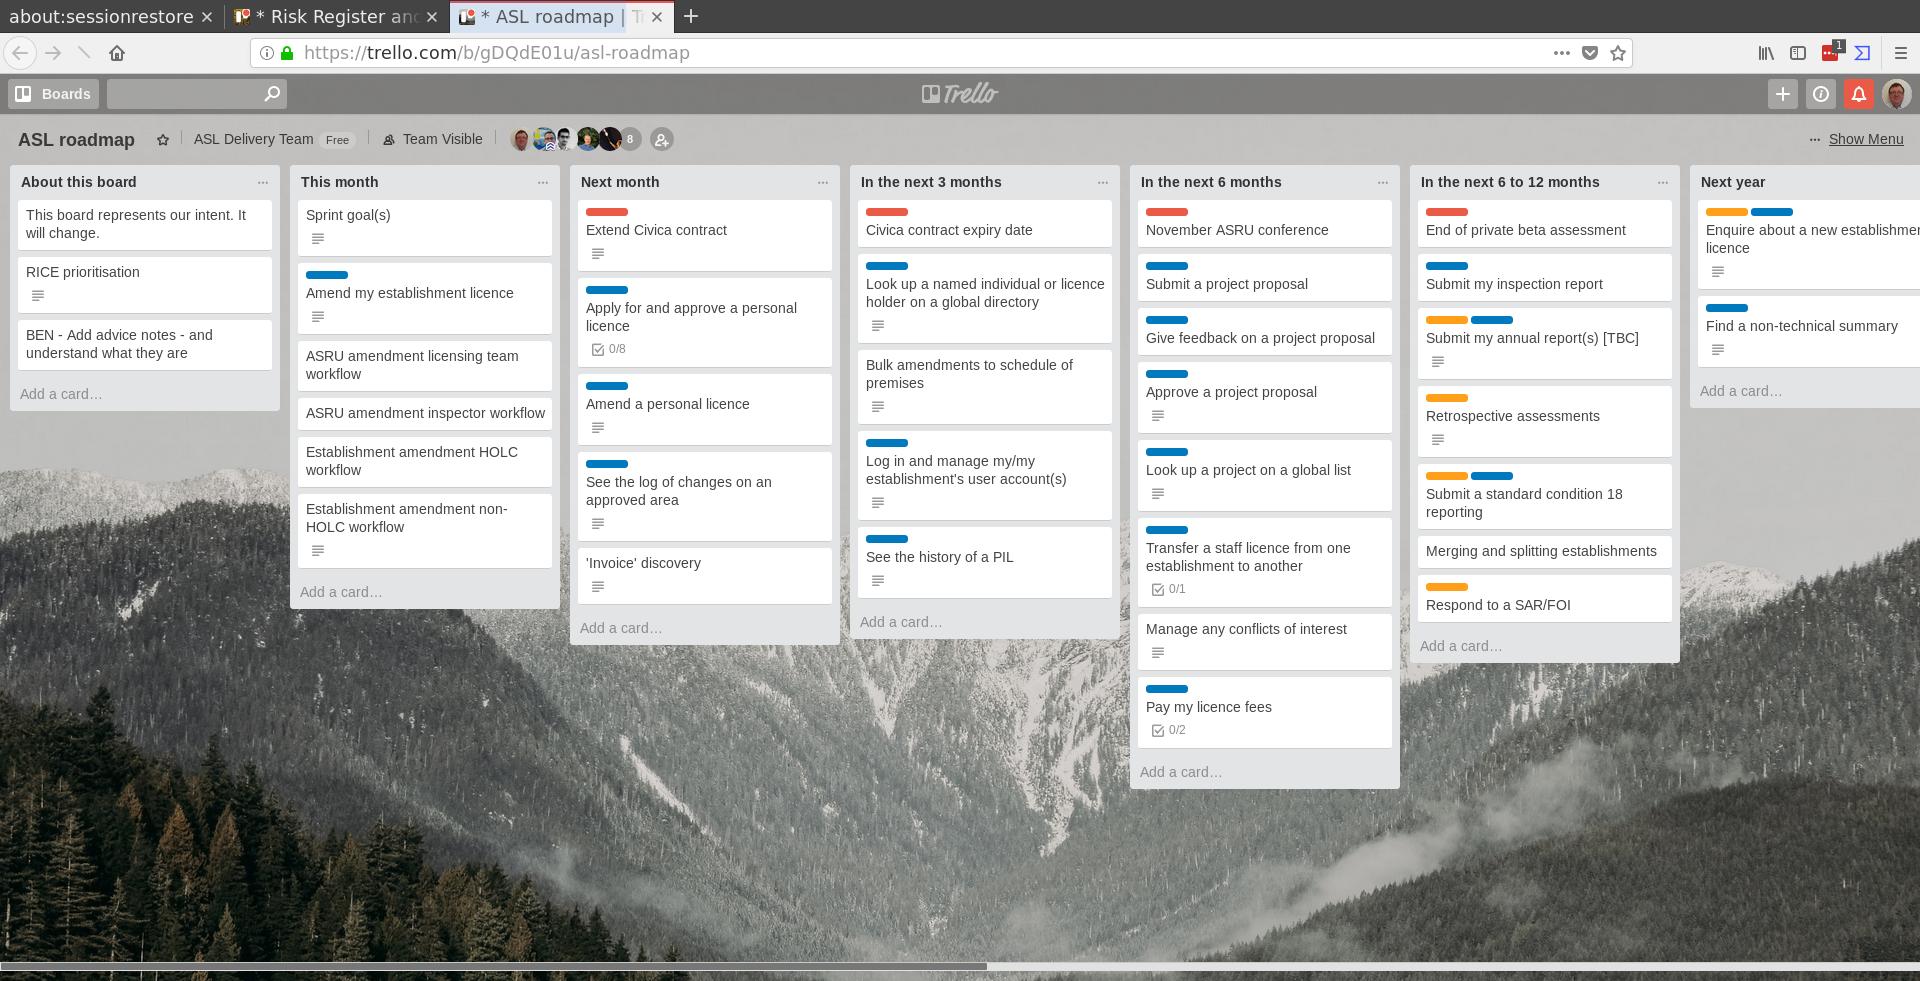 about:sessionrestore
* Risk Register and
* ASL roadmap | Tr
https://trello.com/b/gDQdE01u/asl-roadmap
1
Boards
Trello
ASL roadmap
ASL Delivery Team
Free
Team Visible
8
Show Menu
About this board
This board represents our intent. It
will change.
RICE prioritisation
BEN - Add advice notes - and
understand what they are
Add a card…
This month
Sprint goal(s)
Amend my establishment licence
ASRU amendment licensing team
workflow
ASRU amendment inspector workflow
Establishment amendment HOLC
workflow
Establishment amendment non-
HOLC workflow
Add a card…
Next month
Extend Civica contract
Apply for and approve a personal
licence
0/8
Amend a personal licence
See the log of changes on an
approved area
'Invoice' discovery
Add a card…
In the next 3 months
Civica contract expiry date
Look up a named individual or licence
holder on a global directory
Bulk amendments to schedule of
premises
Log in and manage my/my
establishment's user account(s)
See the history of a PIL
Add a card…
In the next 6 months
November ASRU conference
Submit a project proposal
Give feedback on a project proposal
Approve a project proposal
Look up a project on a global list
Transfer a staff licence from one
establishment to another
0/1
Manage any conflicts of interest
Pay my licence fees
0/2
Add a card…
In the next 6 to 12 months
End of private beta assessment
Submit my inspection report
Submit my annual report(s) [TBC]
Retrospective assessments
Submit a standard condition 18
reporting
Merging and splitting establishments
Respond to a SAR/FOI
Add a card…
Next year
Enquire about a new establishmen
licence
Find a non-technical summary
Add a card…